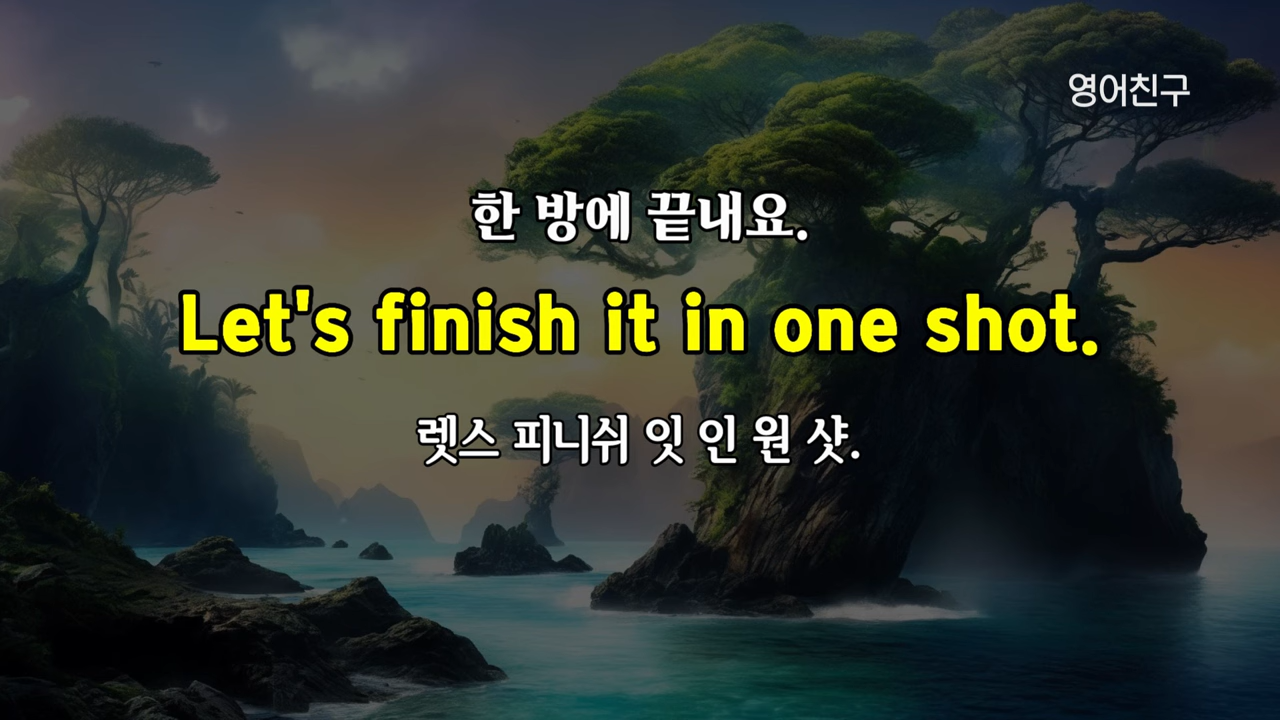 영어친구
한 방에 끝내요.
Let's finish it in one shot.
렛스 피니쉬 잇 인 원 샷.